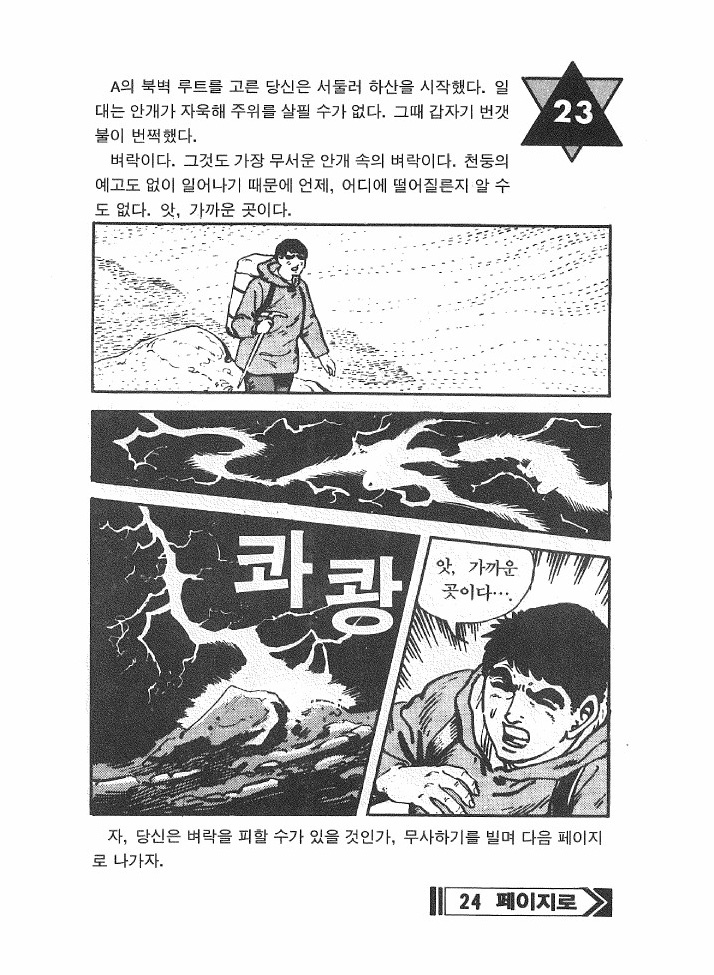 A의 북벽 루트를 고른 당신은 서둘러 하산을 시작했다. 일
대는 안개가 자욱해 주위를 살필 수가 없다. 그때 갑자기 번갯
불이 번쩍했다.
벼락이다. 그것도 가장 무서운 안개 속의 벼락이다. 천둥의
예고도 없이 일어나기 때문에 언제, 어디에 떨어질른지 알 수
도 없다. 앗, 가까운 곳이다.
23
콰쾅
앗, 가까운
곳이다….
자, 당신은 벼락을 피할 수가 있을 것인가, 무사하기를 빌며 다음 페이지
로 나가자.
24 페이지로